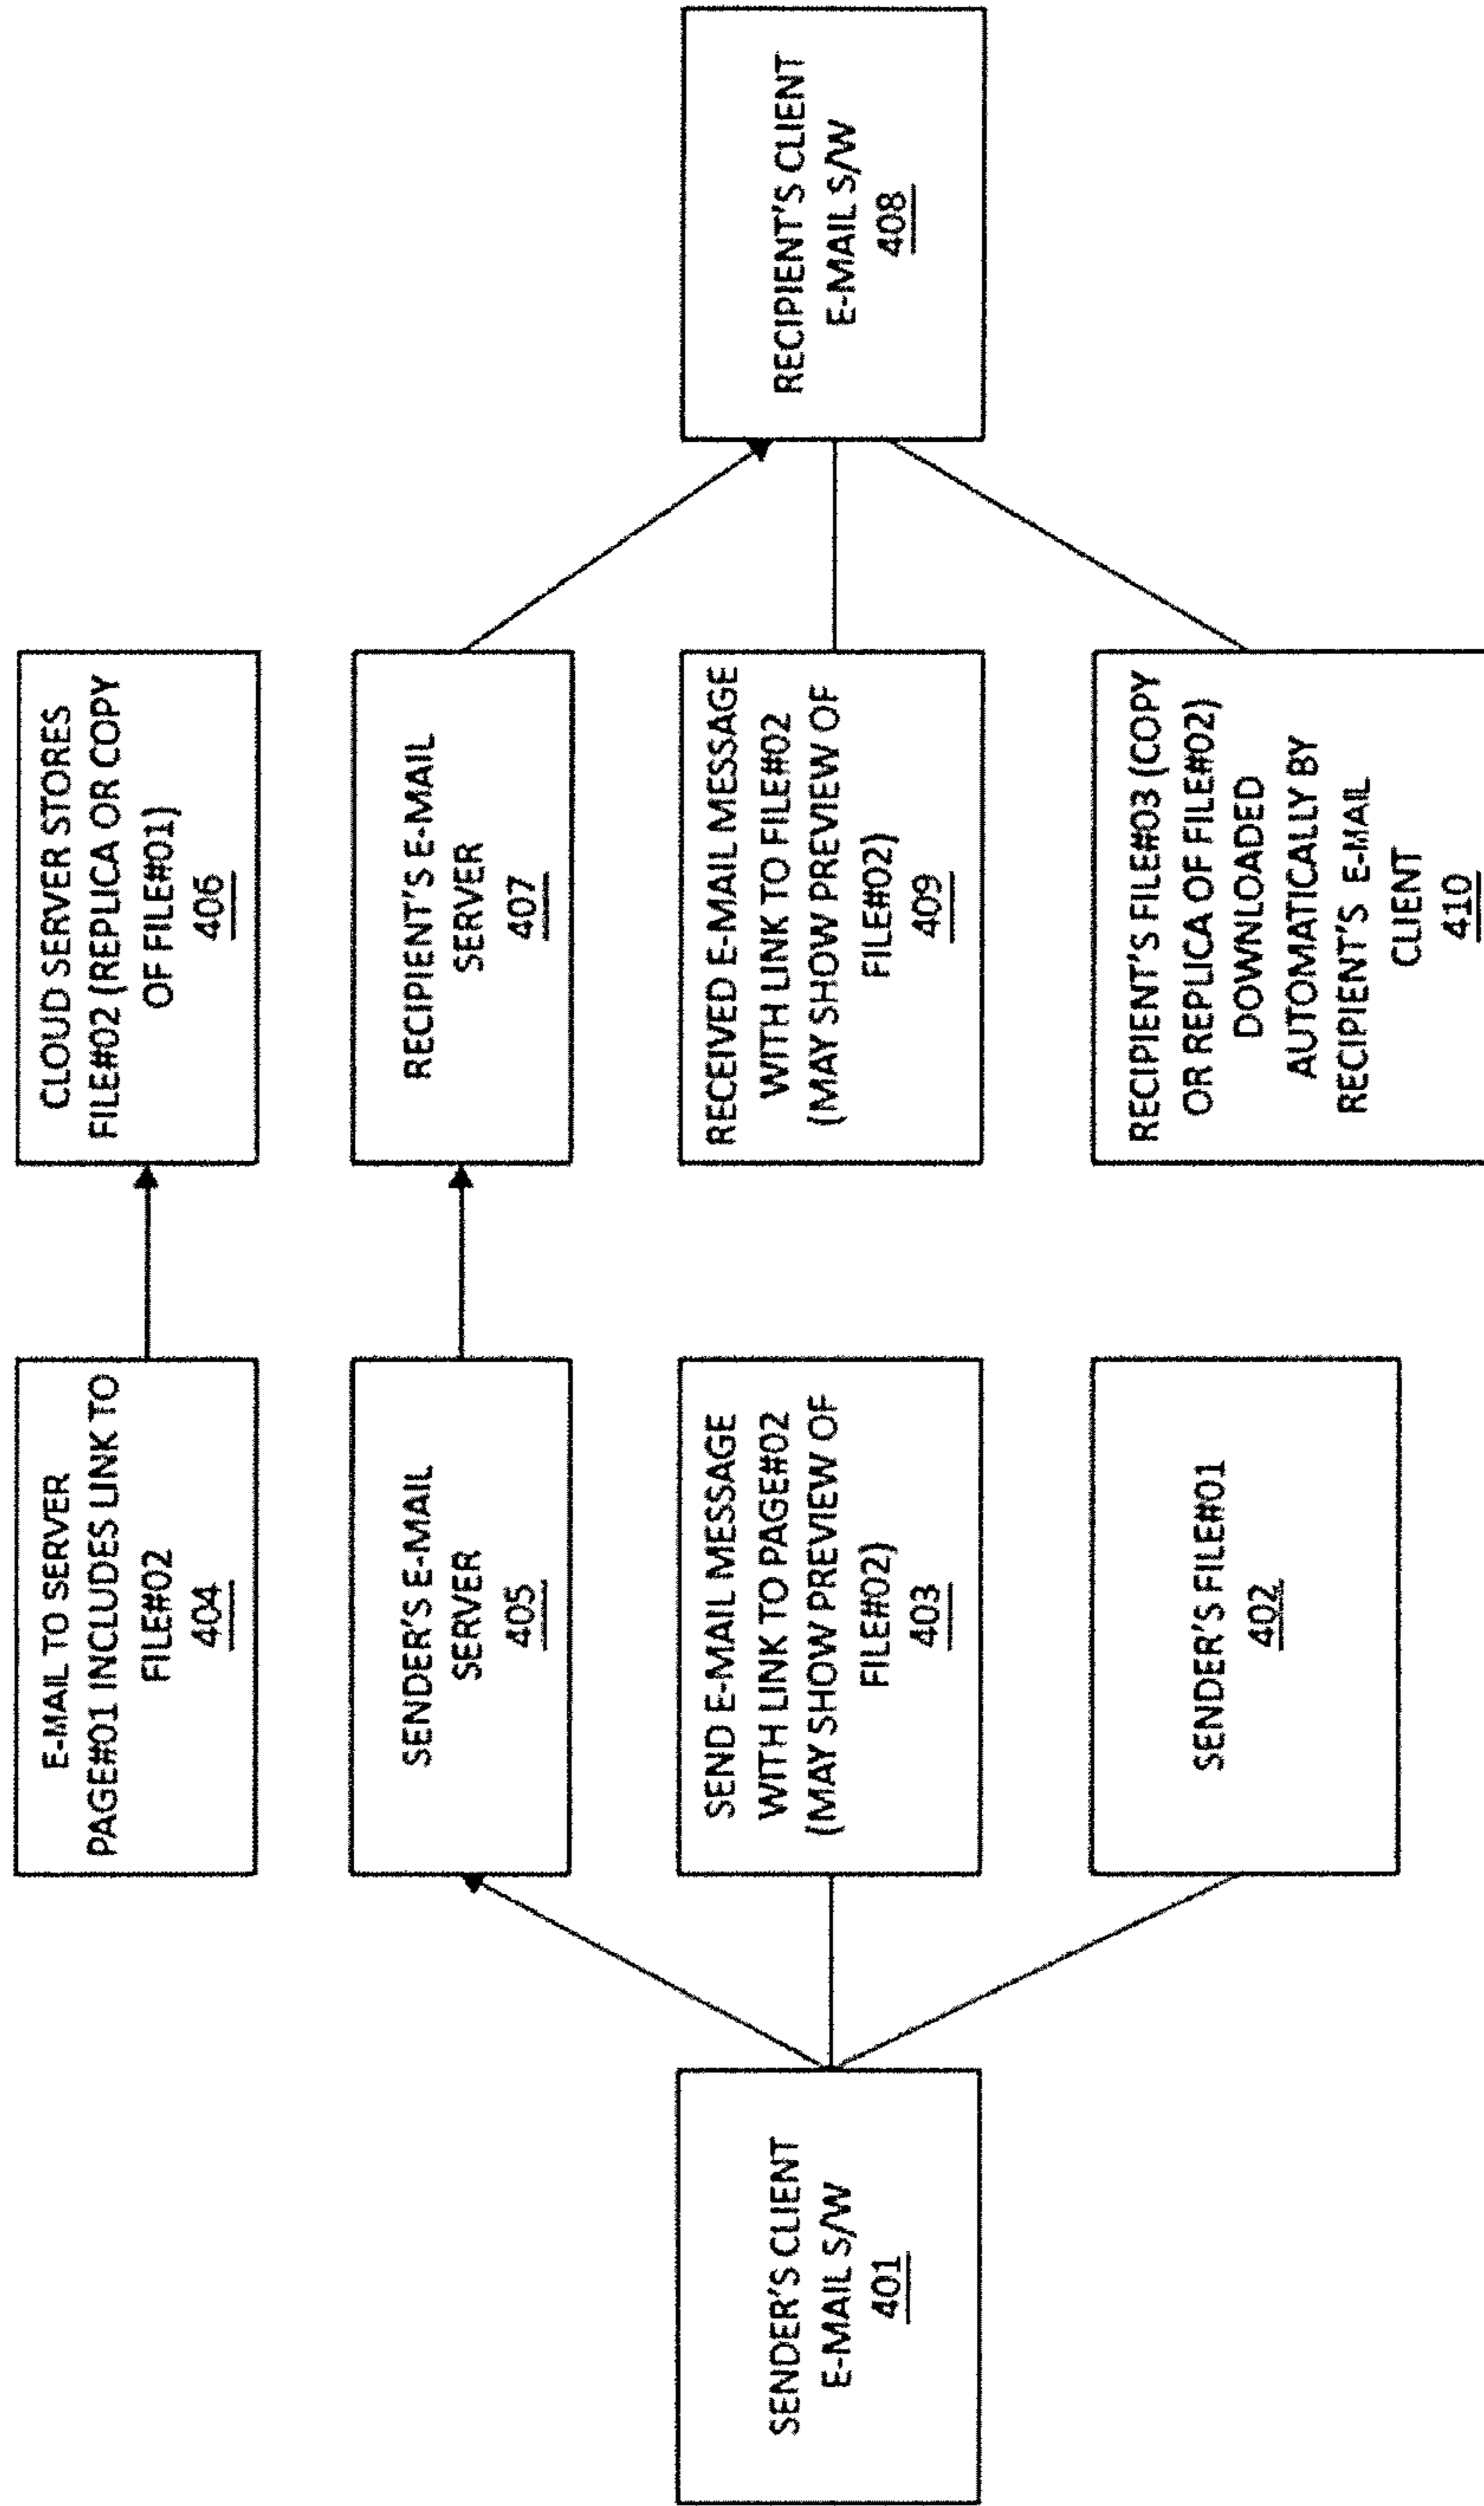 E-MAIL TO SERVER
PAGE#01 INCLUDES LINK TO
FILE#02
404
CLOUD SERVER STORES
FILE#02 (REPLICA OR COPY
OF FILE#01)
406
SENDER'S E-MAIL
SERVER
405
RECIPIENT'S E-MAIL
SERVER
407
SENDER'S CLIENT
E-MAIL S/W
401
SEND E-MAIL MESSAGE
WITH LINK TO PAGE#02
(MAY SHOW PREVIEW OF
FILE#02)
403
RECEIVED E-MAIL MESSAGE
WITH LINK TO FILE#02
(MAY SHOW PREVIEW OF
FILE#02)
409
RECIPIENT'S CLIENT
E-MAIL S/W
408
SENDER'S FILE#01
402
RECIPIENT'S FILE#03 (COPY
OR REPLICA OF FILE#02)
DOWNLOADED
AUTOMATICALLY BY
RECIPIENT'S E-MAIL
CLIENT
410